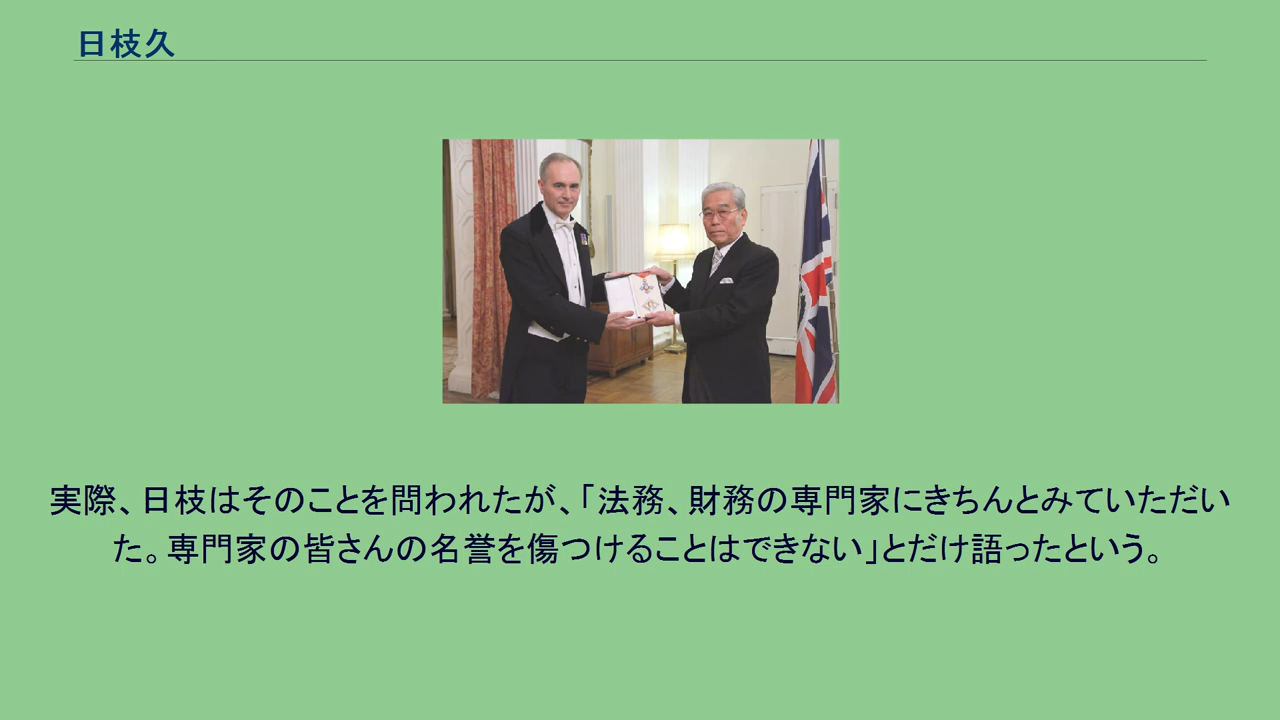 日枝久
実際、日枝はそのことを問われたが、「法務、財務の専門家にきちんとみていただい
た。専門家の皆さんの名誉を傷つけることはできない」とだけ語ったという。